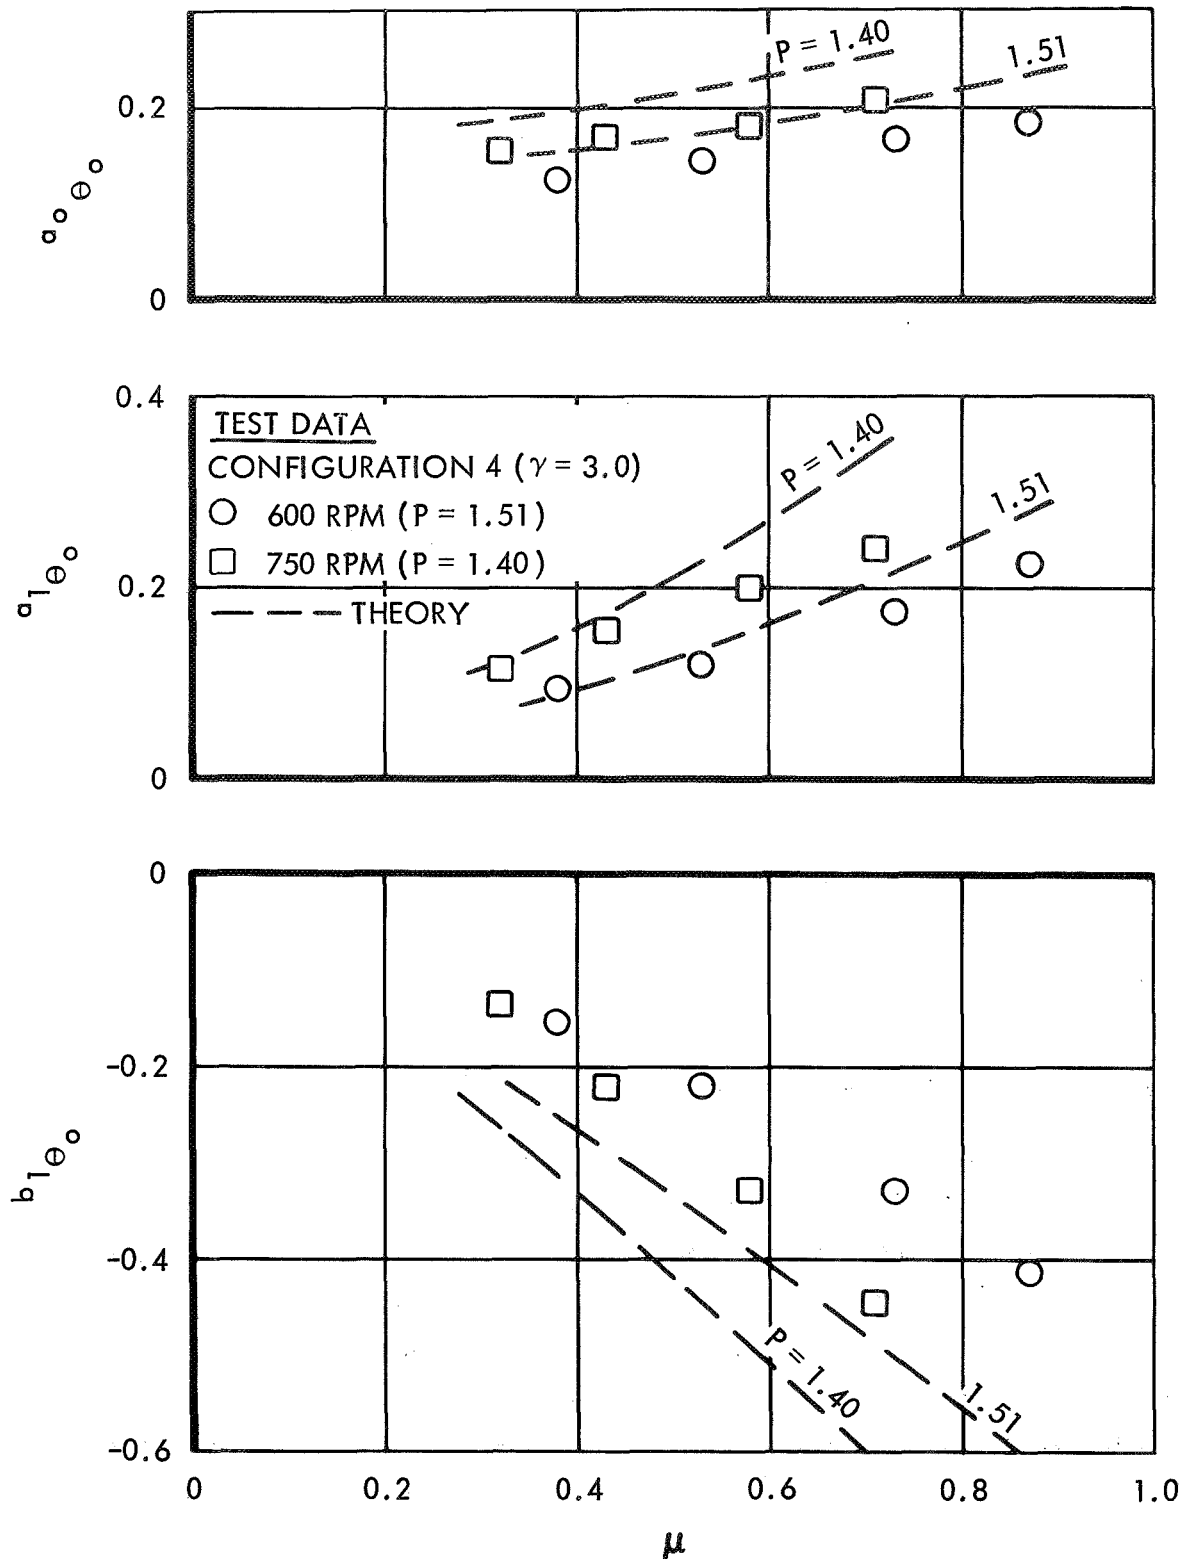 P = 1.40
1.51
0.2
0
a₀θ₀
0.4
0.2
0
a₁θ₀
TEST DATA
CONFIGURATION 4 (γ = 3.0)
○ 600 RPM (P = 1.51)
□ 750 RPM (P = 1.40)
— — — THEORY
P = 1.40
1.51
0
-0.2
-0.4
-0.6
b₁θ₀
P = 1.40
1.51
0 0.2 0.4 0.6 0.8 1.0
μ